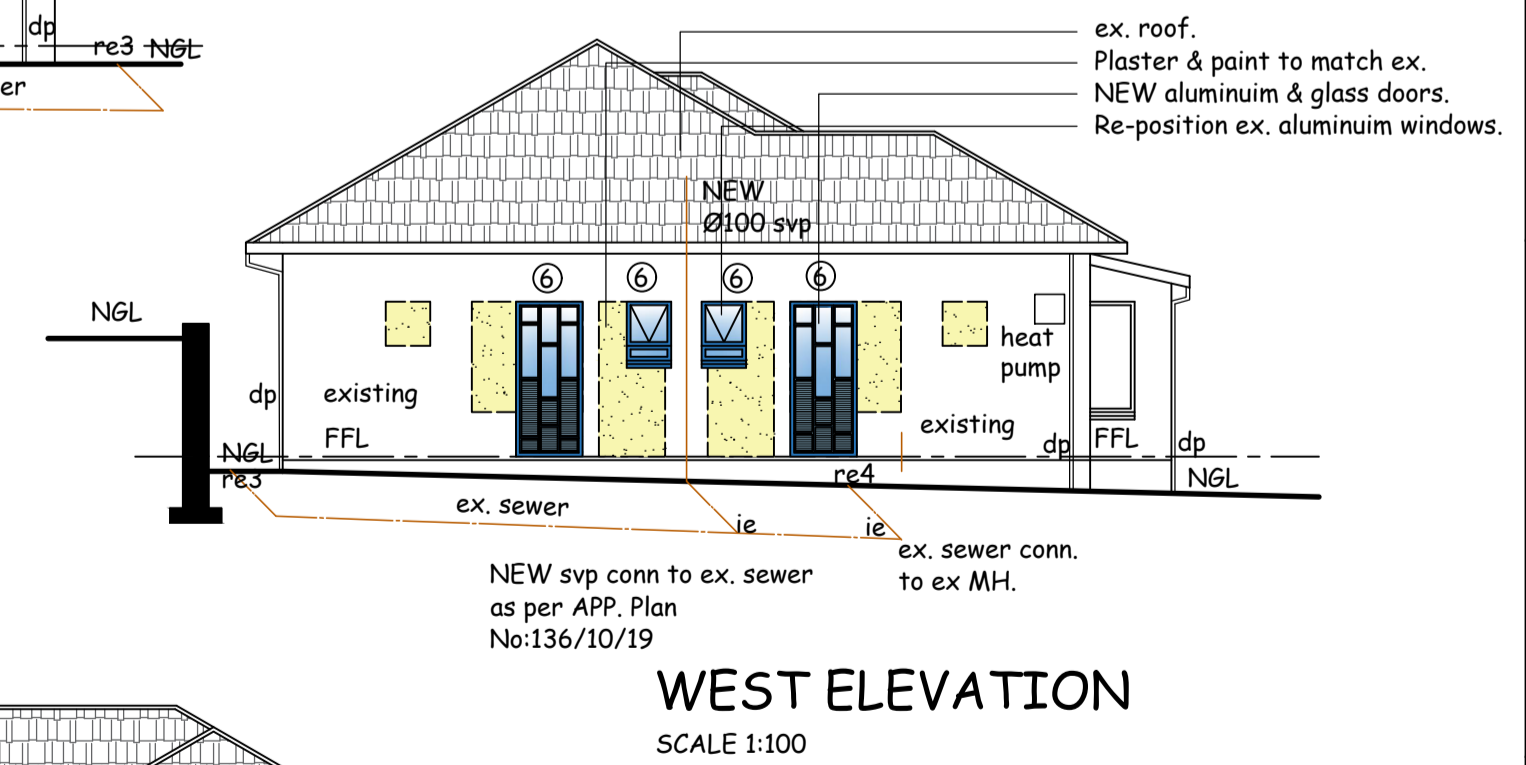 dp
re3 NGL
er
ex. roof.
Plaster & paint to match ex.
NEW aluminuim & glass doors.
Re-position ex. aluminuim windows.
NEW
Ø100 svp
6 6 6 6
NGL
heat
pump
dp
existing
existing
FFL
dp
FFL
dp
NGL
re3
re4
NGL
ex. sewer
ie
ie
ex. sewer conn.
to ex MH.
NEW svp conn to ex. sewer
as per APP. Plan
No:136/10/19
WEST ELEVATION
SCALE 1:100